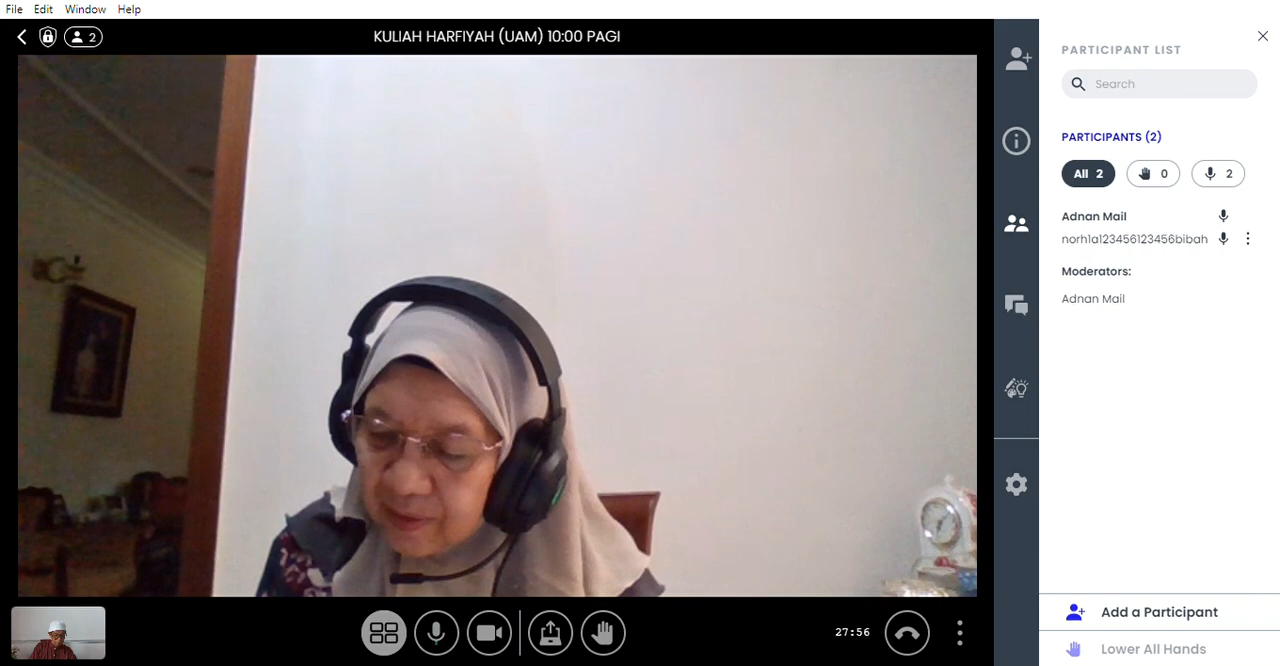 File Edit Window Help
2
KULIAH HARFIYAH (UAM) 10:00 PAGI
PARTICIPANT LIST
Search
PARTICIPANTS (2)
All 2
0
2
Adnan Mail
norh1a123456123456bibah
Moderators:
Adnan Mail
Add a Participant
Lower All Hands
27:56